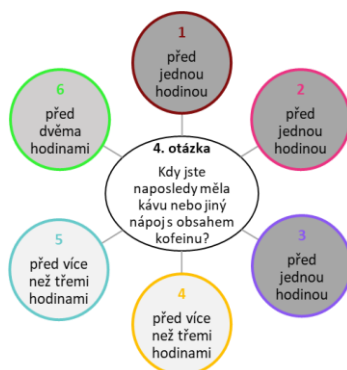 1
před
jednou
hodinou
2
před
jednou
hodinou
3
před
jednou
hodinou
4
před více
než třemi
hodinami
5
před více
než třemi
hodinami
6
před
dvěma
hodinami
4. otázka
Kdy jste
naposledy měla
kávu nebo jiný
nápoj s obsahem
kofeinu?